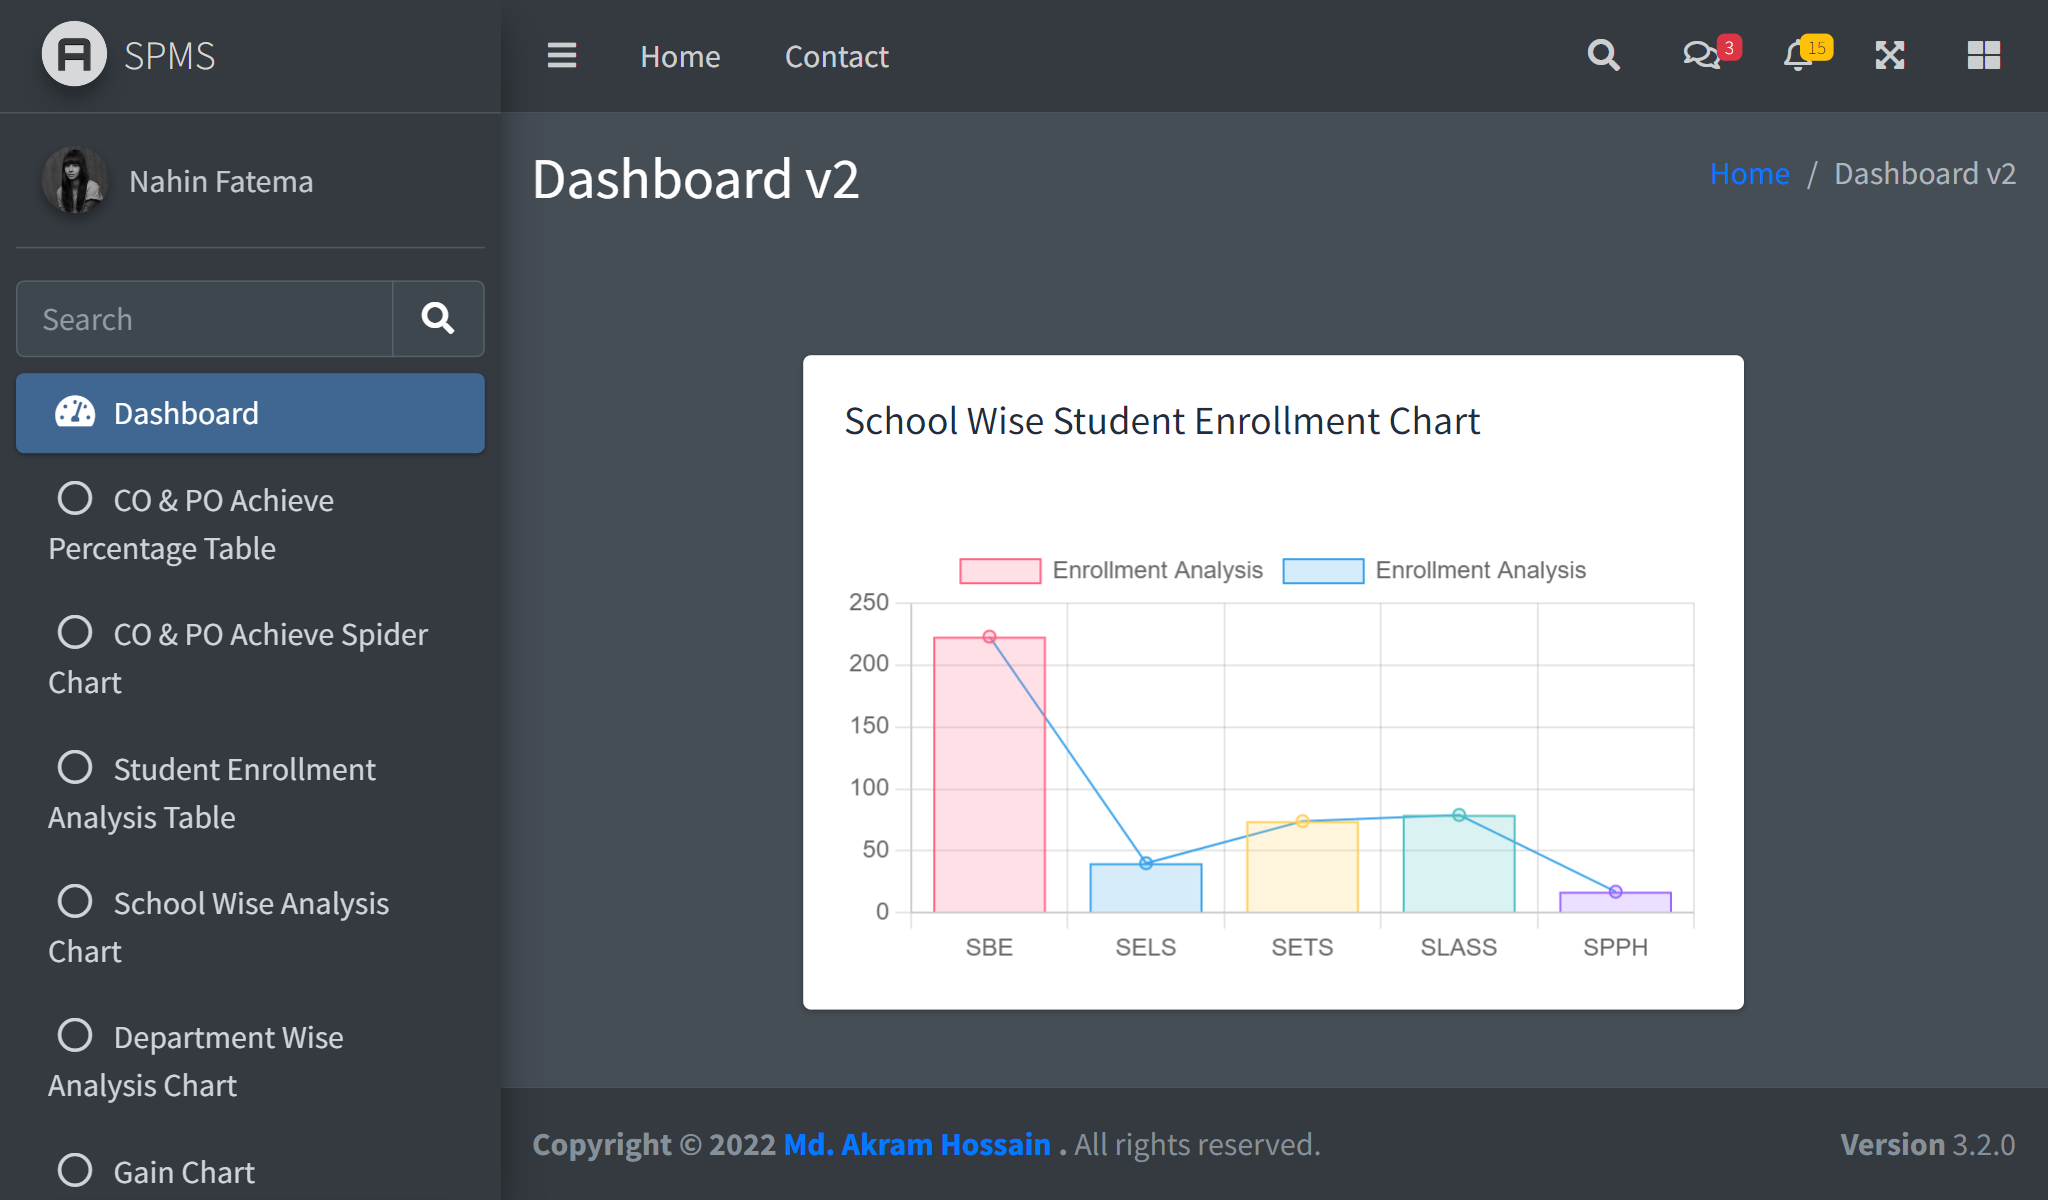 SPMS
Home
Contact
3
15
Nahin Fatema
Search
Dashboard
CO & PO Achieve
Percentage Table
CO & PO Achieve Spider
Chart
Student Enrollment
Analysis Table
School Wise Analysis
Chart
Department Wise
Analysis Chart
Gain Chart
Dashboard v2
Home / Dashboard v2
School Wise Student Enrollment Chart
Enrollment Analysis
Enrollment Analysis
250
200
150
100
50
0
SBE
SELS
SETS
SLASS
SPPH
Copyright © 2022 Md. Akram Hossain . All rights reserved.
Version 3.2.0